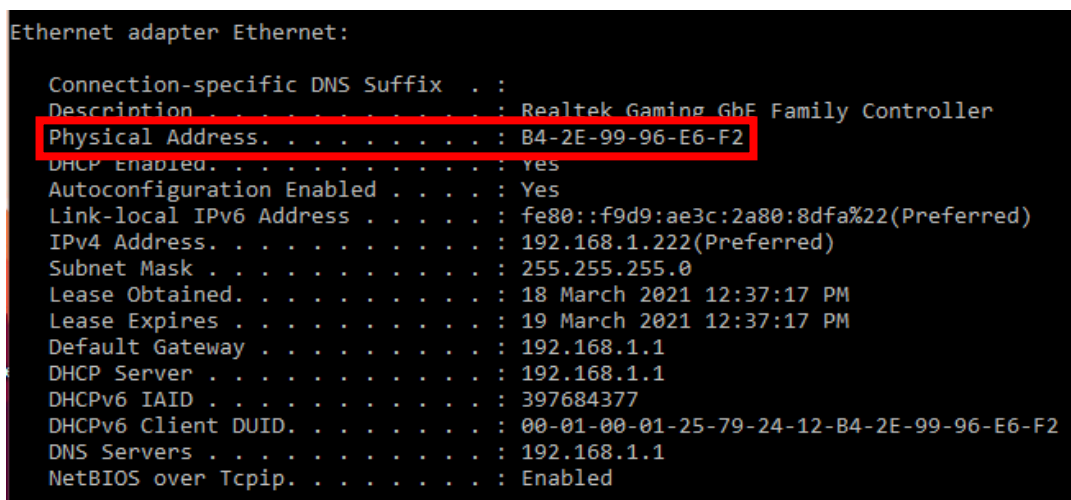 Ethernet adapter Ethernet:
Connection-specific DNS Suffix . :
Description . . . . . . . . . . . : Realtek Gaming GbE Family Controller
Physical Address. . . . . . . . . : B4-2E-99-96-E6-F2
DHCP Enabled. . . . . . . . . . . : Yes
Autoconfiguration Enabled . . . . : Yes
Link-local IPv6 Address . . . . . : fe80::f9d9:ae3c:2a80:8dfa%22(Preferred)
IPv4 Address. . . . . . . . . . . : 192.168.1.222(Preferred)
Subnet Mask . . . . . . . . . . . : 255.255.255.0
Lease Obtained. . . . . . . . . . : 18 March 2021 12:37:17 PM
Lease Expires . . . . . . . . . . : 19 March 2021 12:37:17 PM
Default Gateway . . . . . . . . . : 192.168.1.1
DHCP Server . . . . . . . . . . . : 192.168.1.1
DHCPv6 IAID . . . . . . . . . . . : 397684377
DHCPv6 Client DUID. . . . . . . . : 00-01-00-01-25-79-24-12-B4-2E-99-96-E6-F2
DNS Servers . . . . . . . . . . . : 192.168.1.1
NetBIOS over Tcpip. . . . . . . . : Enabled